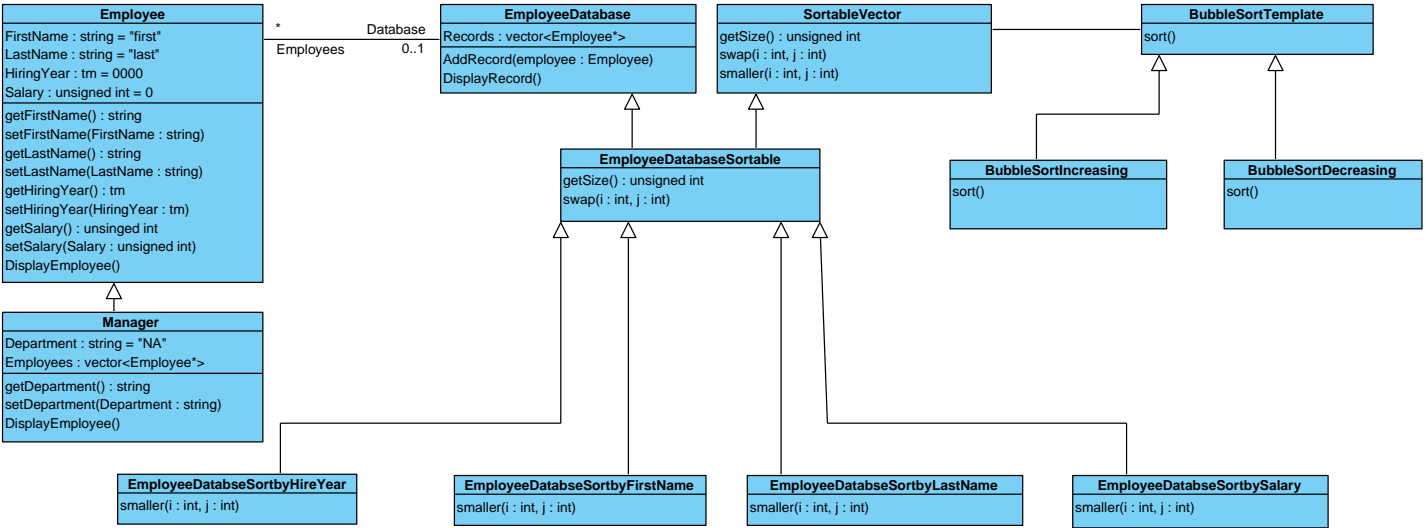 Employee
FirstName : string = "first"
LastName : string = "last"
HiringYear : tm = 0000
Salary : unsigned int = 0
getFirstName() : string
setFirstName(FirstName : string)
getLastName() : string
setLastName(LastName : string)
getHiringYear() : tm
setHiringYear(HiringYear : tm)
getSalary() : unsinged int
setSalary(Salary : unsigned int)
DisplayEmployee()
*
Employees
Database
0..1
EmployeeDatabase
Records : vector<Employee*>
AddRecord(employee : Employee)
DisplayRecord()
SortableVector
getSize() : unsigned int
swap(i : int, j : int)
smaller(i : int, j : int)
BubbleSortTemplate
sort()
EmployeeDatabaseSortable
getSize() : unsigned int
swap(i : int, j : int)
BubbleSortIncreasing
sort()
BubbleSortDecreasing
sort()
Manager
Department : string = "NA"
Employees : vector<Employee*>
getDepartment() : string
setDepartment(Department : string)
DisplayEmployee()
EmployeeDatabseSortbyHireYear
smaller(i : int, j : int)
EmployeeDatabseSortbyFirstName
smaller(i : int, j : int)
EmployeeDatabseSortbyLastName
smaller(i : int, j : int)
EmployeeDatabseSortbySalary
smaller(i : int, j : int)